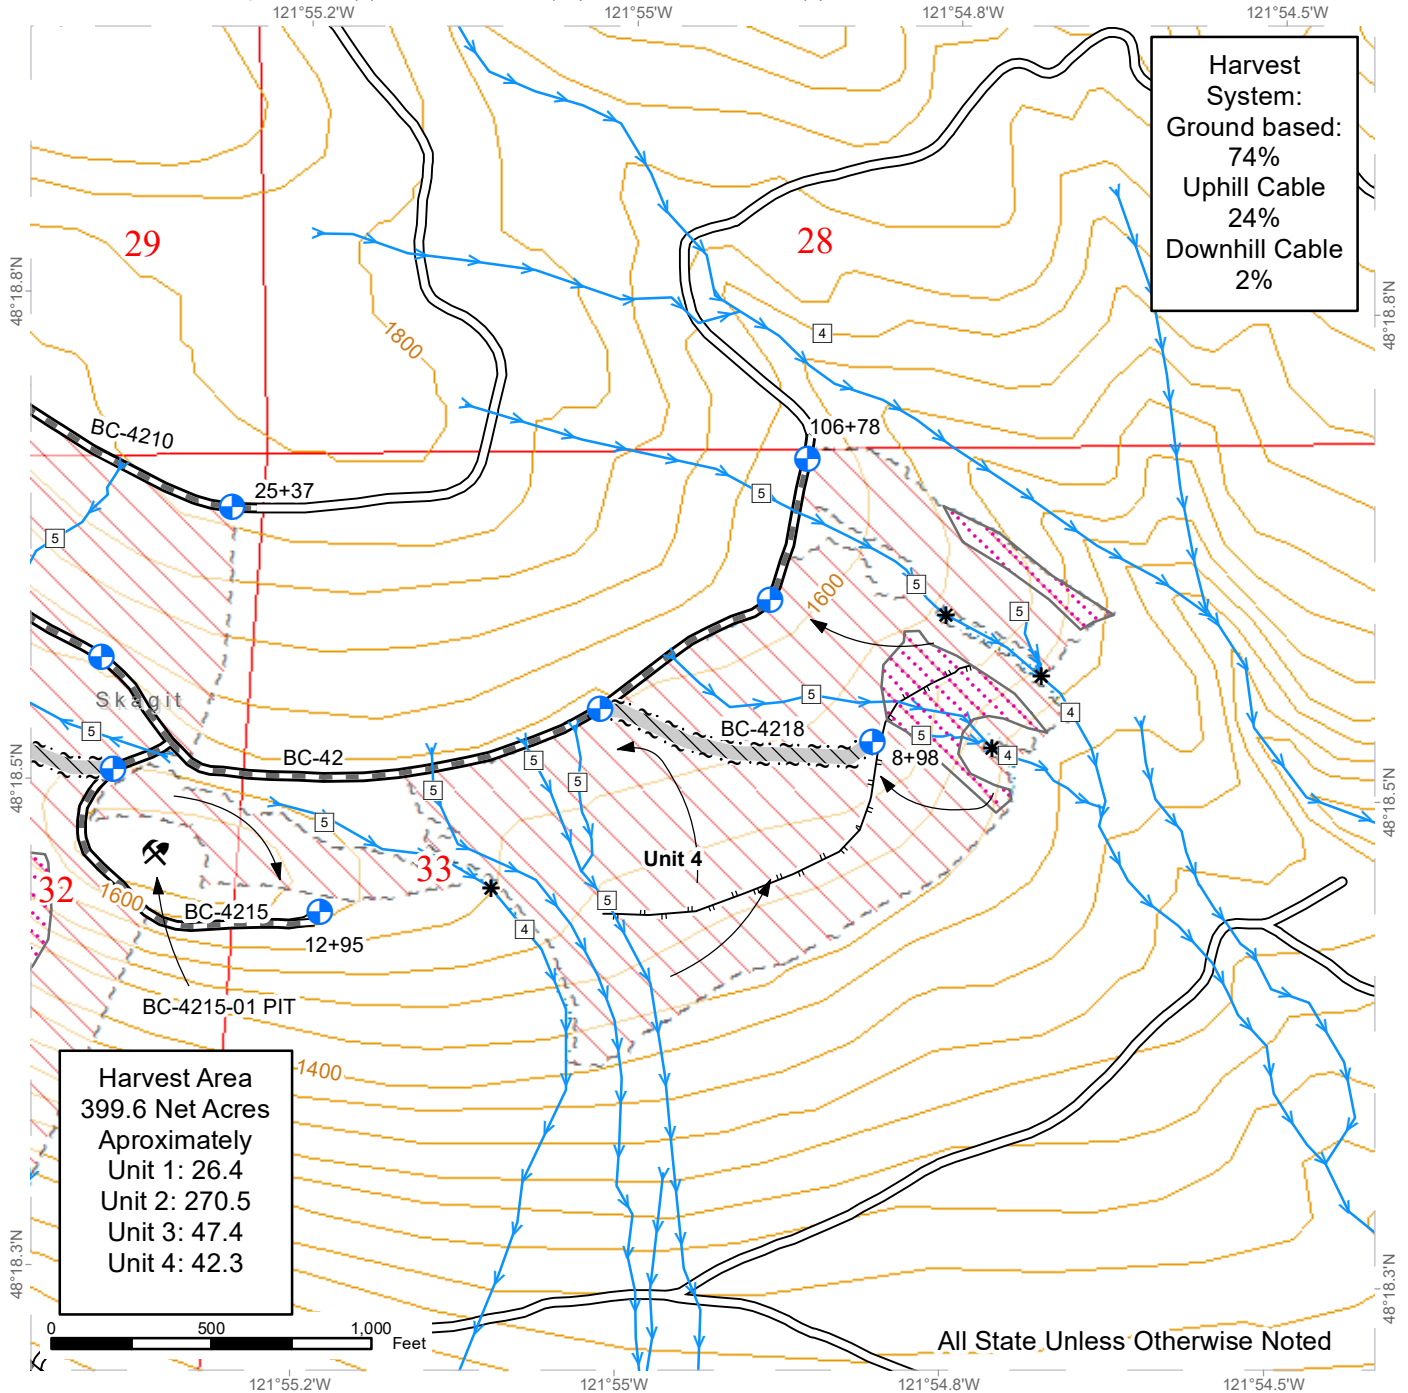 121°55.2'W
121°55'W
121°54.8'W
121°54.5'W
Harvest
System:
Ground based:
74%
Uphill Cable
24%
Downhill Cable
2%
29
28
48°18.8'N
48°18.8'N
1800
4
BC-4210
106+78
25+37
5
5
5
1600
5
5
Skagit
5
BC-4218
4
5
5
4
8+98
BC-42
5
5
5
48°18.5'N
48°18.5'N
5
Unit 4
33
32
1600
BC-4215
5
4
12+95
BC-4215-01 PIT
1400
Harvest Area
399.6 Net Acres
Aproximately
Unit 1: 26.4
Unit 2: 270.5
Unit 3: 47.4
Unit 4: 42.3
48°18.3'N
48°18.3'N
0
500
1,000
Feet
All State Unless Otherwise Noted
121°55.2'W
121°55'W
121°54.8'W
121°54.5'W